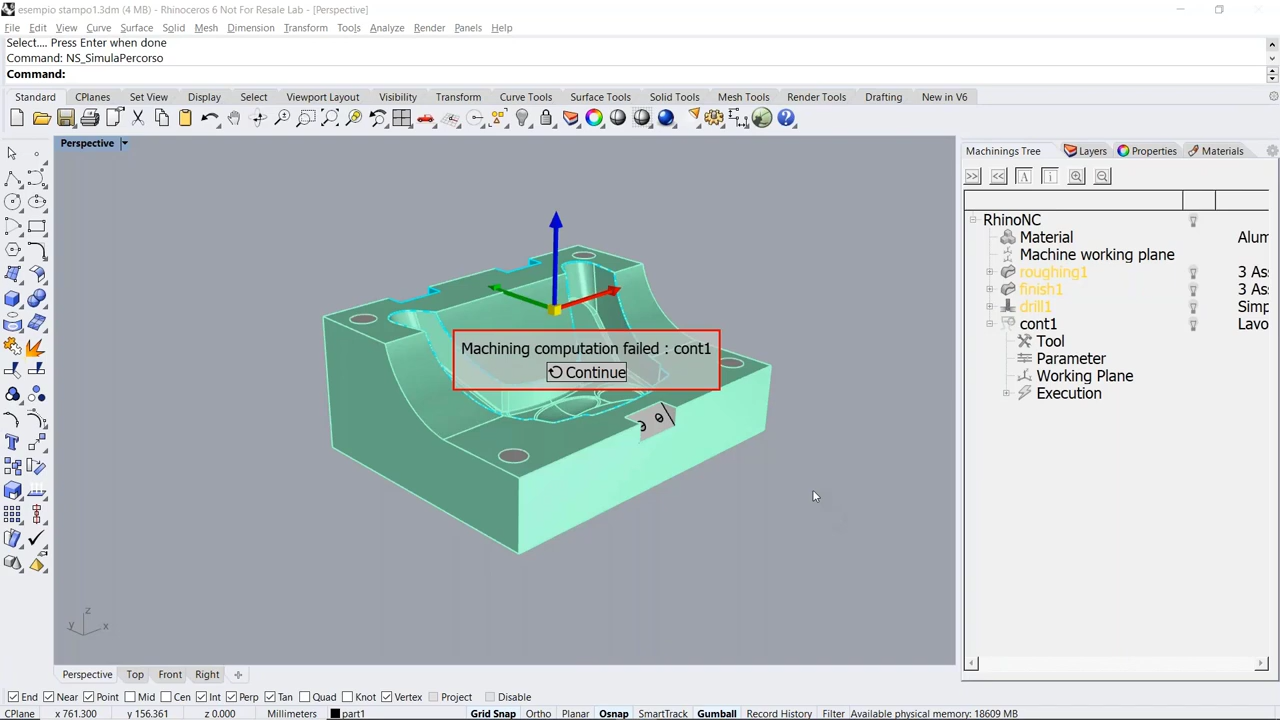 esempio stampo1.3dm (4 MB) - Rhinoceros 6 Not For Resale Lab - [Perspective]
File Edit View Curve Surface Solid Mesh Dimension Transform Tools Analyze Render Panels Help
Select.... Press Enter when done
Command: NS_SimulaPercorso
Command:
Standard CPlanes Set View Display Select Viewport Layout Visibility Transform Curve Tools Surface Tools Solid Tools Mesh Tools Render Tools Drafting New in V6
Perspective
Machinings Tree Layers Properties Materials
RhinoNC
Material Alum
Machine working plane
roughing1 3 Ass
finish1 3 Ass
drill1 Simp
cont1 Lavo
Tool
Parameter
Working Plane
Execution
Machining computation failed : cont1
Continue
z
y x
Perspective Top Front Right
End Near Point Mid Cen Int Perp Tan Quad Knot Vertex Project Disable
CPlane x 761.300 y 156.361 z 0.000 Millimeters part1 Grid Snap Ortho Planar Osnap SmartTrack Gumball Record History Filter Available physical memory: 18609 MB